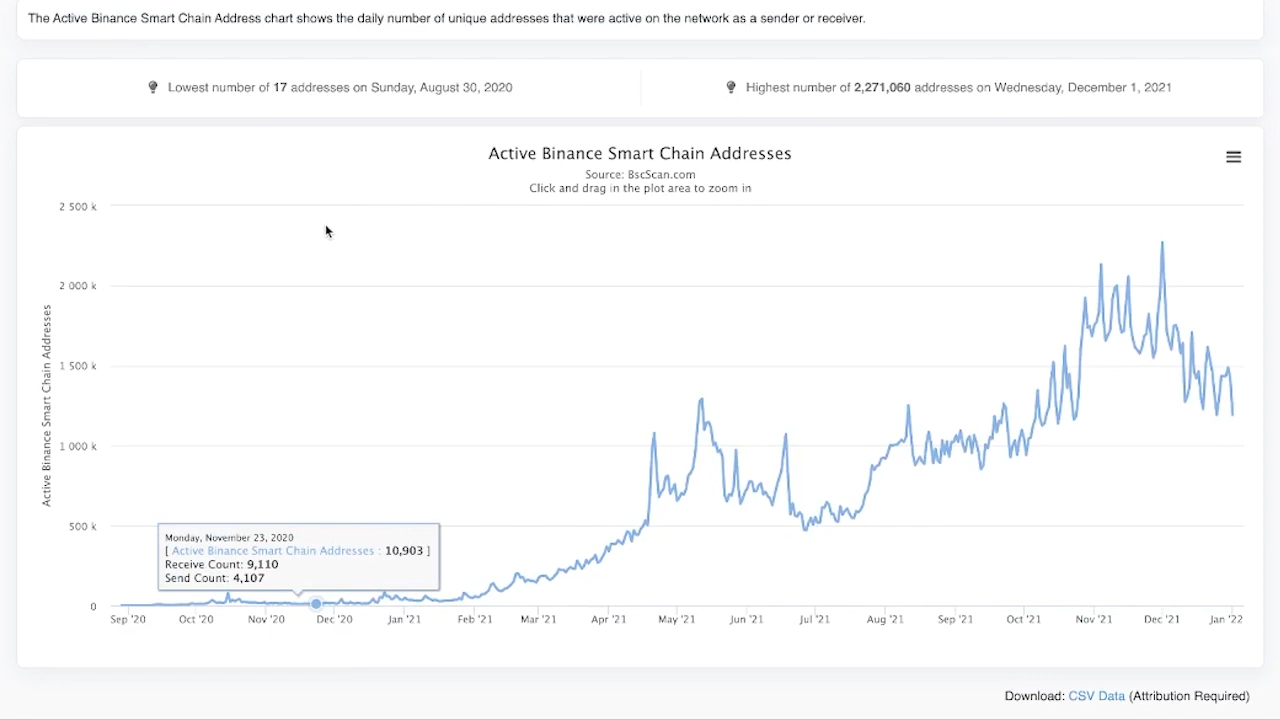 The Active Binance Smart Chain Address chart shows the daily number of unique addresses that were active on the network as a sender or receiver.
Lowest number of 17 addresses on Sunday, August 30, 2020
Highest number of 2,271,060 addresses on Wednesday, December 1, 2021
Active Binance Smart Chain Addresses
Source: BscScan.com
Click and drag in the plot area to zoom in
Active Binance Smart Chain Addresses
2 500 k
2 000 k
1 500 k
1 000 k
500 k
0
Monday, November 23, 2020
[ Active Binance Smart Chain Addresses : 10,903 ]
Receive Count: 9,110
Send Count: 4,107
Sep '20 Oct '20 Nov '20 Dec '20 Jan '21 Feb '21 Mar '21 Apr '21 May '21 Jun '21 Jul '21 Aug '21 Sep '21 Oct '21 Nov '21 Dec '21 Jan '22
Download: CSV Data (Attribution Required)